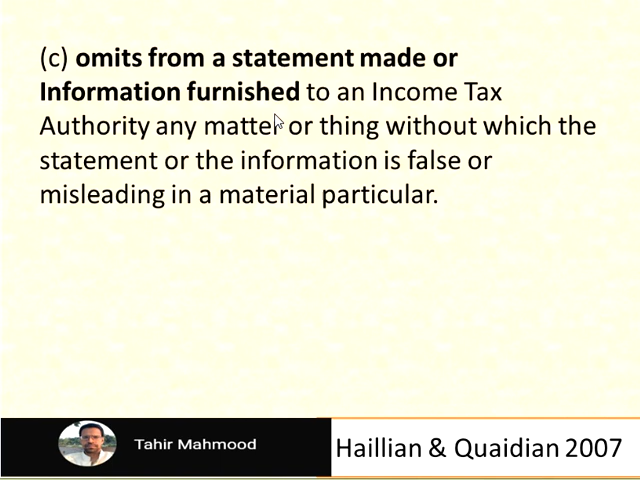 (c) omits from a statement made or
Information furnished to an Income Tax
Authority any matter or thing without which the
statement or the information is false or
misleading in a material particular.
Tahir Mahmood
Haillian & Quaidian 2007